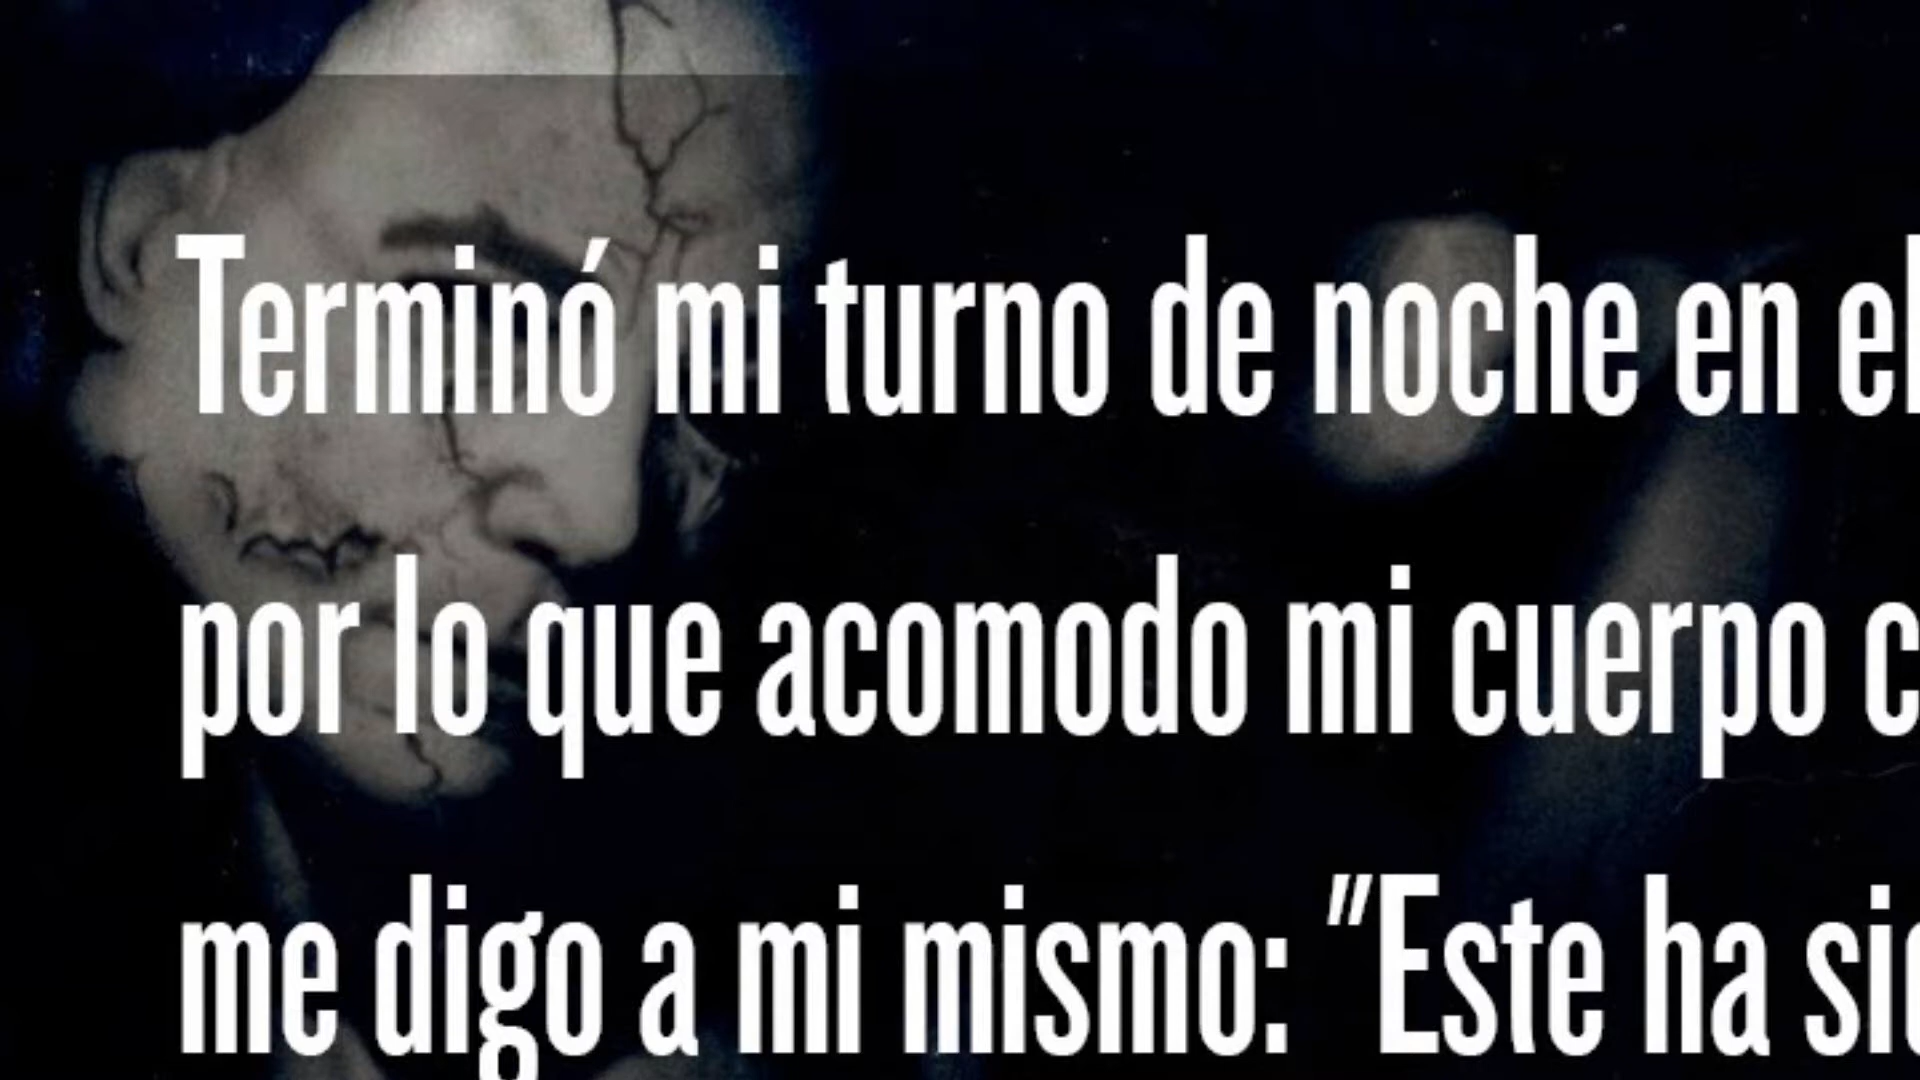 Terminó mi turno de noche en el
por lo que acomodo mi cuerpo c
me digo a mi mismo: "Este ha sid